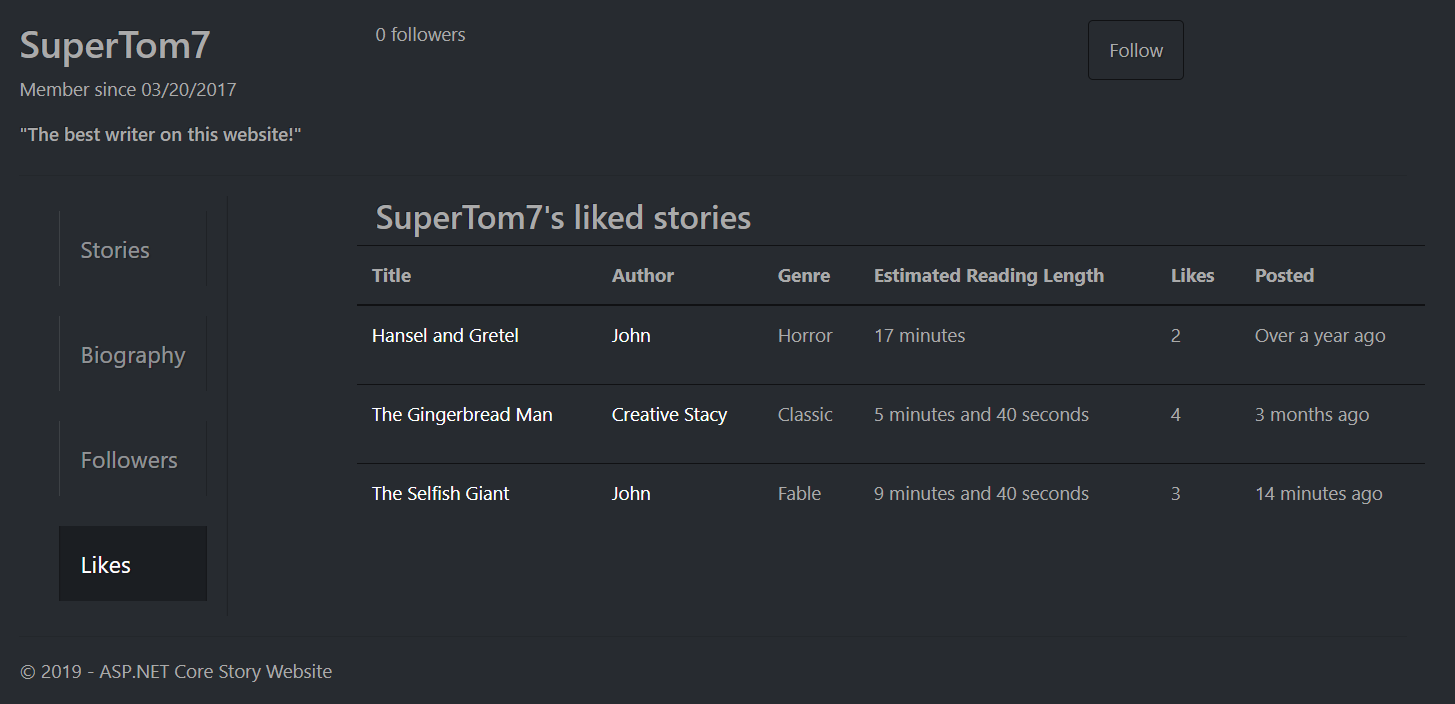 SuperTom7
0 followers
Follow
Member since 03/20/2017
"The best writer on this website!"
Stories
Biography
Followers
Likes
SuperTom7's liked stories
Title Author Genre Estimated Reading Length Likes Posted
Hansel and Gretel John Horror 17 minutes 2 Over a year ago
The Gingerbread Man Creative Stacy Classic 5 minutes and 40 seconds 4 3 months ago
The Selfish Giant John Fable 9 minutes and 40 seconds 3 14 minutes ago
© 2019 - ASP.NET Core Story Website